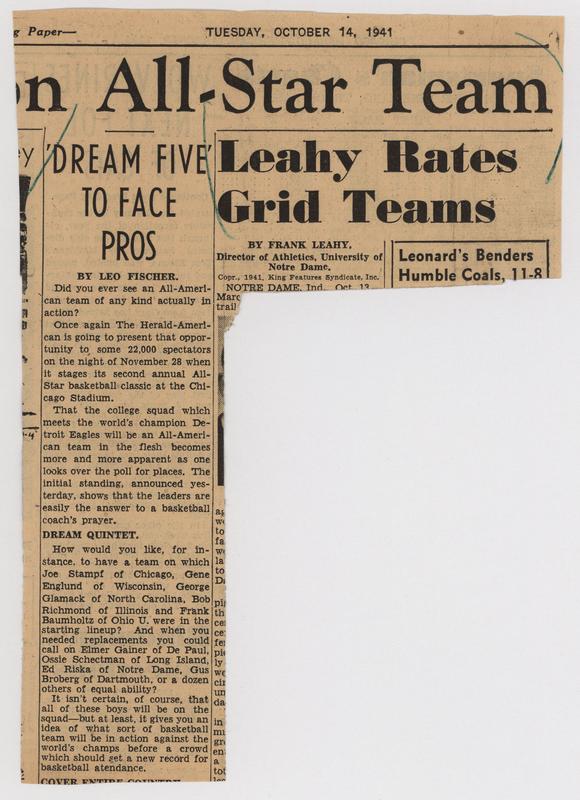 g Paper—
TUESDAY, OCTOBER 14, 1941
on All-Star Team
'DREAM FIVE'
TO FACE
PROS
BY LEO FISCHER.
Did you ever see an All-Ameri-
can team of any kind actually in
action?
Once again The Herald-Ameri-
can is going to present that oppor-
tunity to some 22,000 spectators
on the night of November 28 when
it stages its second annual All-
Star basketball classic at the Chi-
cago Stadium.
That the college squad which
meets the world's champion De-
troit Eagles will be an All-Ameri-
can team in the flesh becomes
more and more apparent as one
looks over the poll for places. The
initial standing, announced yes-
terday, shows that the leaders are
easily the answer to a basketball
coach's prayer.
DREAM QUINTET.
How would you like, for in-
stance, to have a team on which
Joe Stampf of Chicago, Gene
Englund of Wisconsin, George
Glamack of North Carolina, Bob
Richmond of Illinois and Frank
Baumholtz of Ohio U. were in the
starting lineup? And when you
needed replacements you could
call on Elmer Gainer of De Paul,
Ossie Schectman of Long Island,
Ed Riska of Notre Dame, Gus
Broberg of Dartmouth, or a dozen
others of equal ability?
It isn't certain, of course, that
all of these boys will be on the
squad—but at least, it gives you an
idea of what sort of basketball
team will be in action against the
world's champs before a crowd
which should set a new record for
basketball atendance.
COVER ENTIRE COUNTRY
Leahy Rates
Grid Teams
BY FRANK LEAHY,
Director of Athletics, University of
Notre Dame.
Copr., 1941, King Features Syndicate, Inc.
NOTRE DAME, Ind., Oct. 13.
Marc
trail
Leonard's Benders
Humble Coals, 11-8